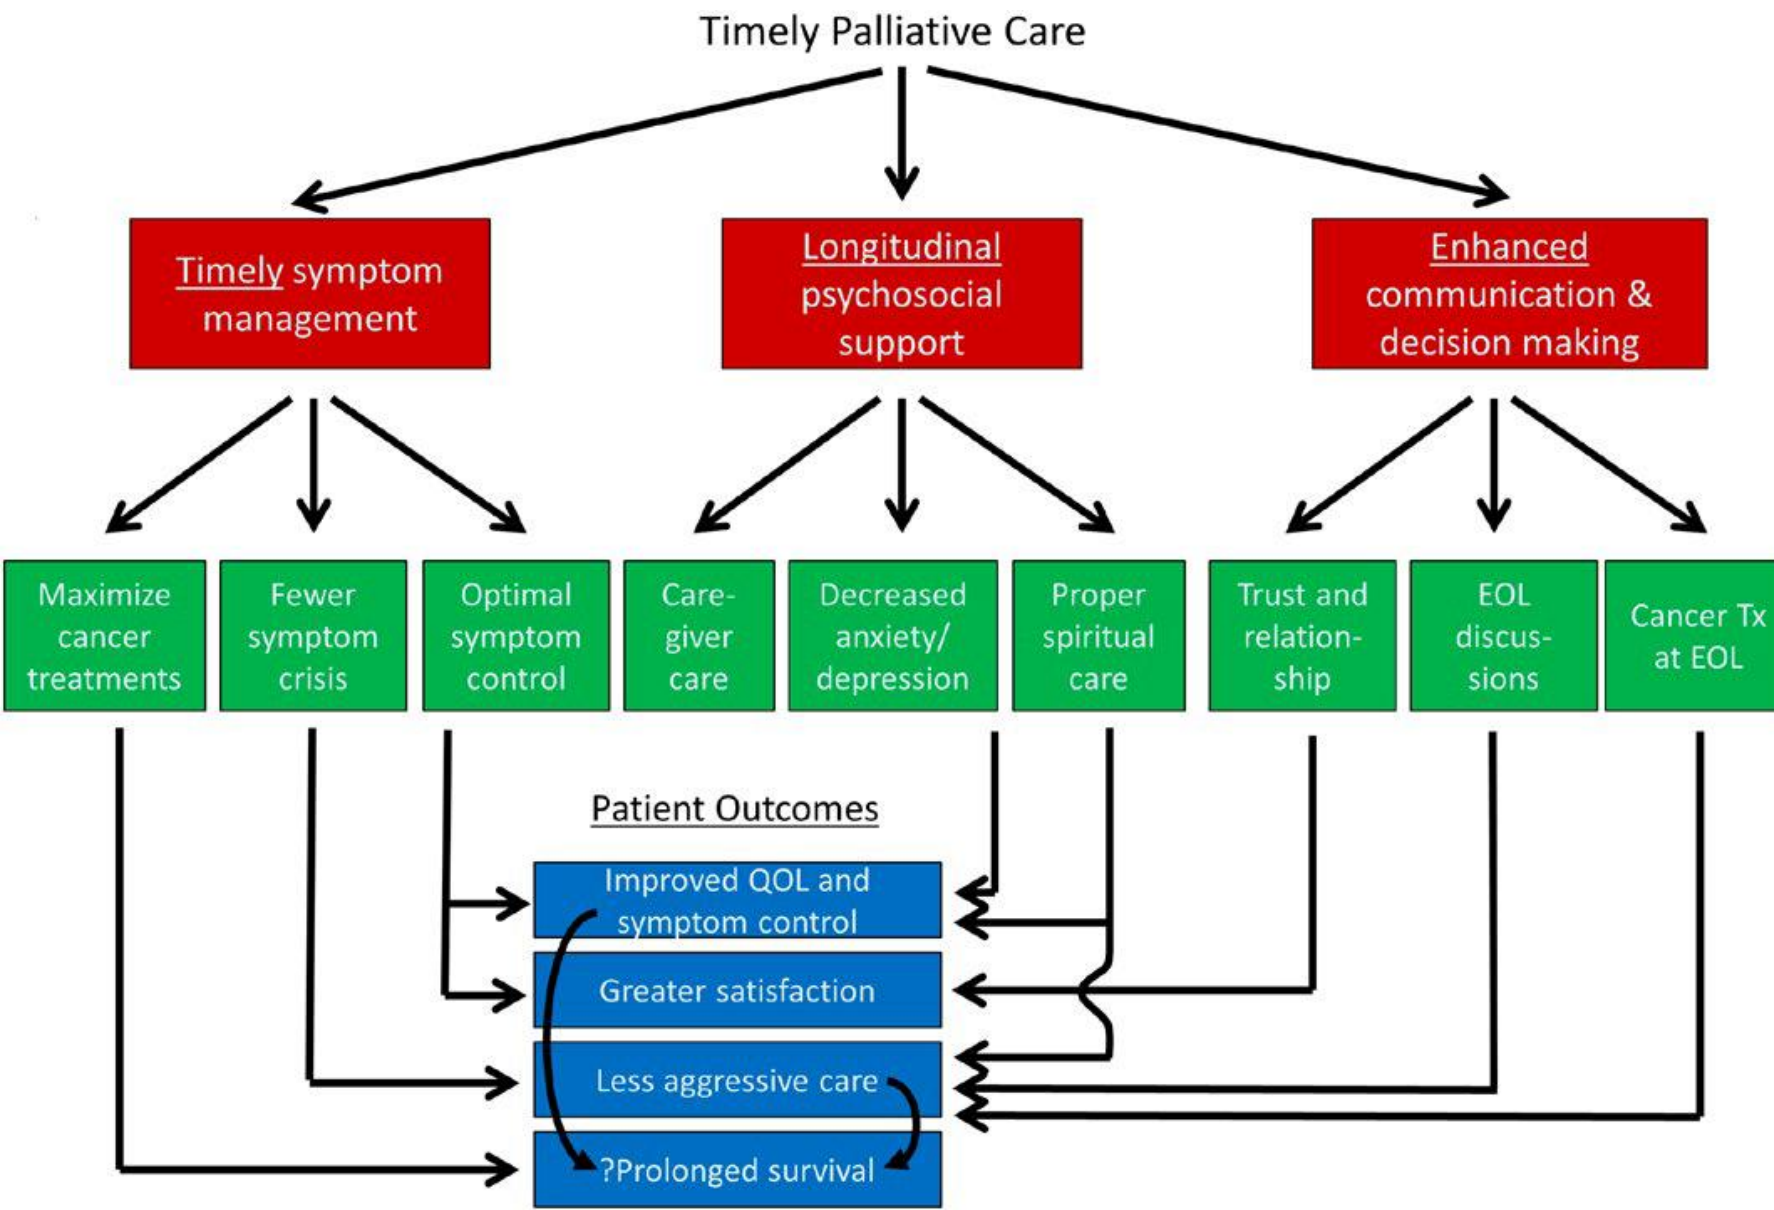 Timely Palliative Care
Timely symptom
management
Longitudinal
psychosocial
support
Enhanced
communication &
decision making
Maximize
cancer
treatments
Fewer
symptom
crisis
Optimal
symptom
control
Care-
giver
care
Decreased
anxiety/
depression
Proper
spiritual
care
Trust and
relation-
ship
EOL
discus-
sions
Cancer Tx
at EOL
Patient Outcomes
Improved QOL and
symptom control
Greater satisfaction
Less aggressive care
?Prolonged survival